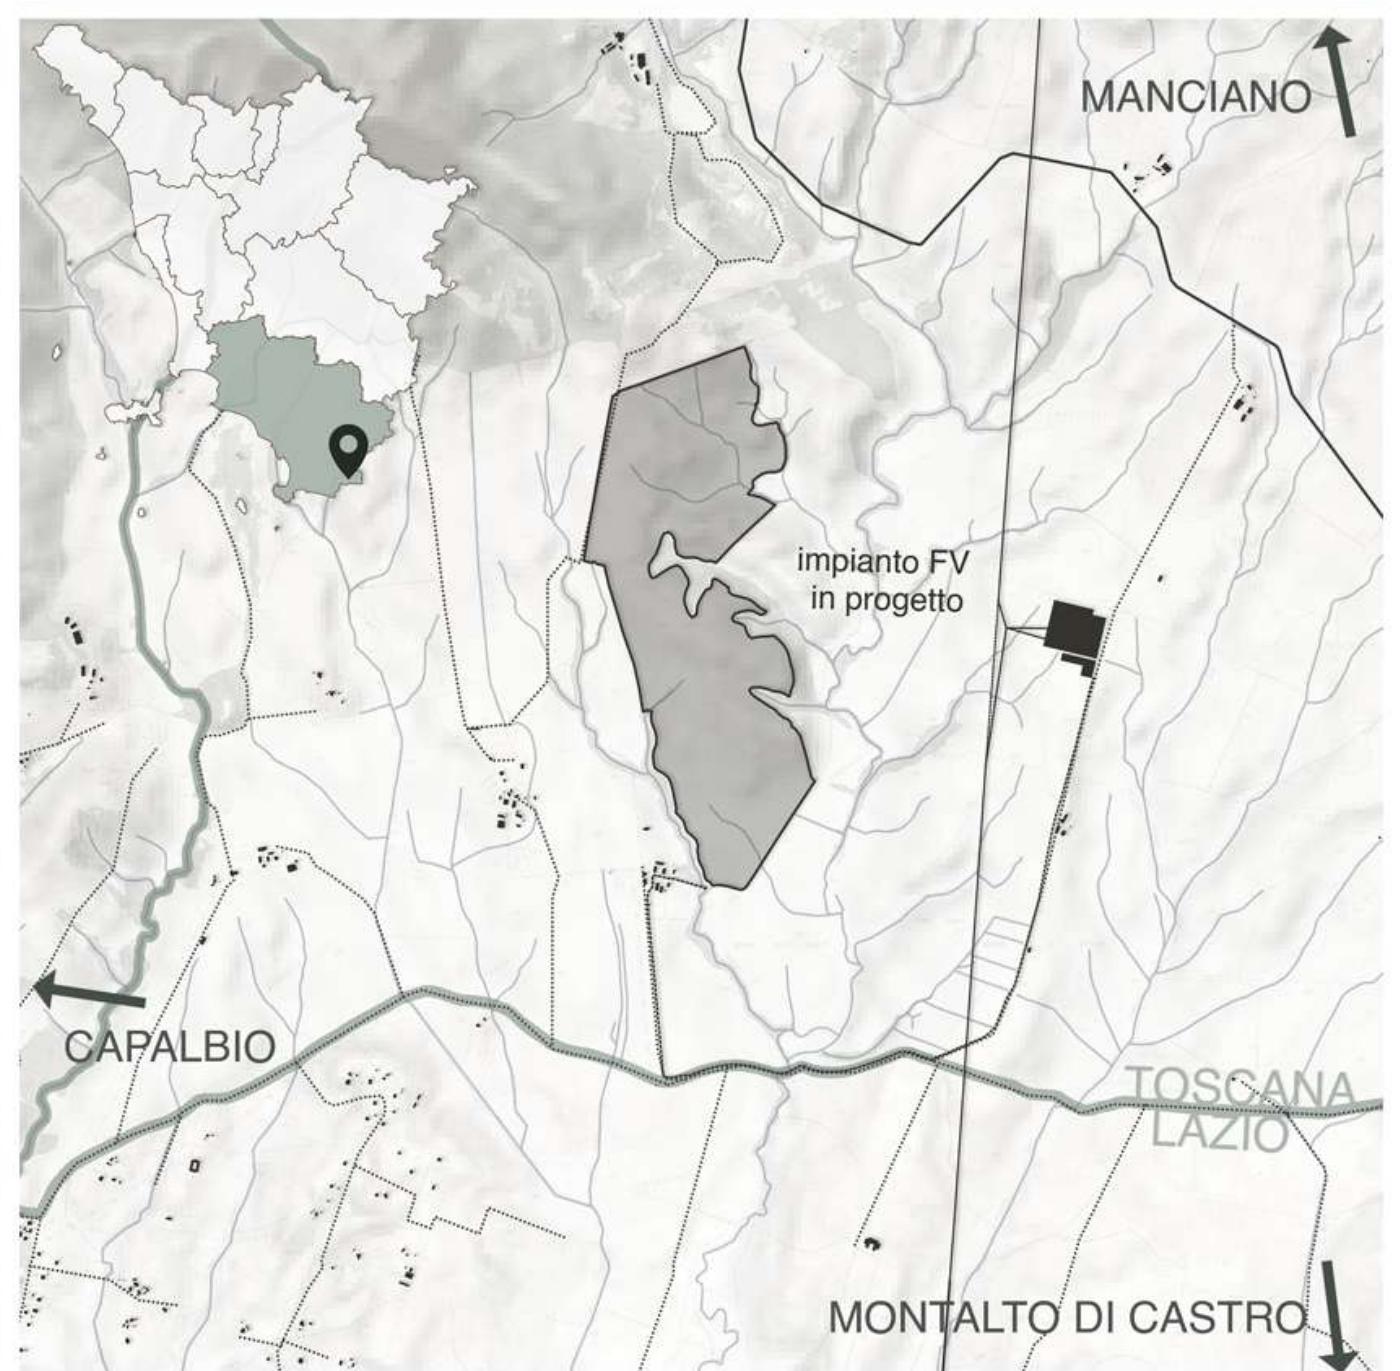 MANCIANO
impianto FV
in progetto
CAPALBIO
TOSCANA
LAZIO
MONTALTO DI CASTRO